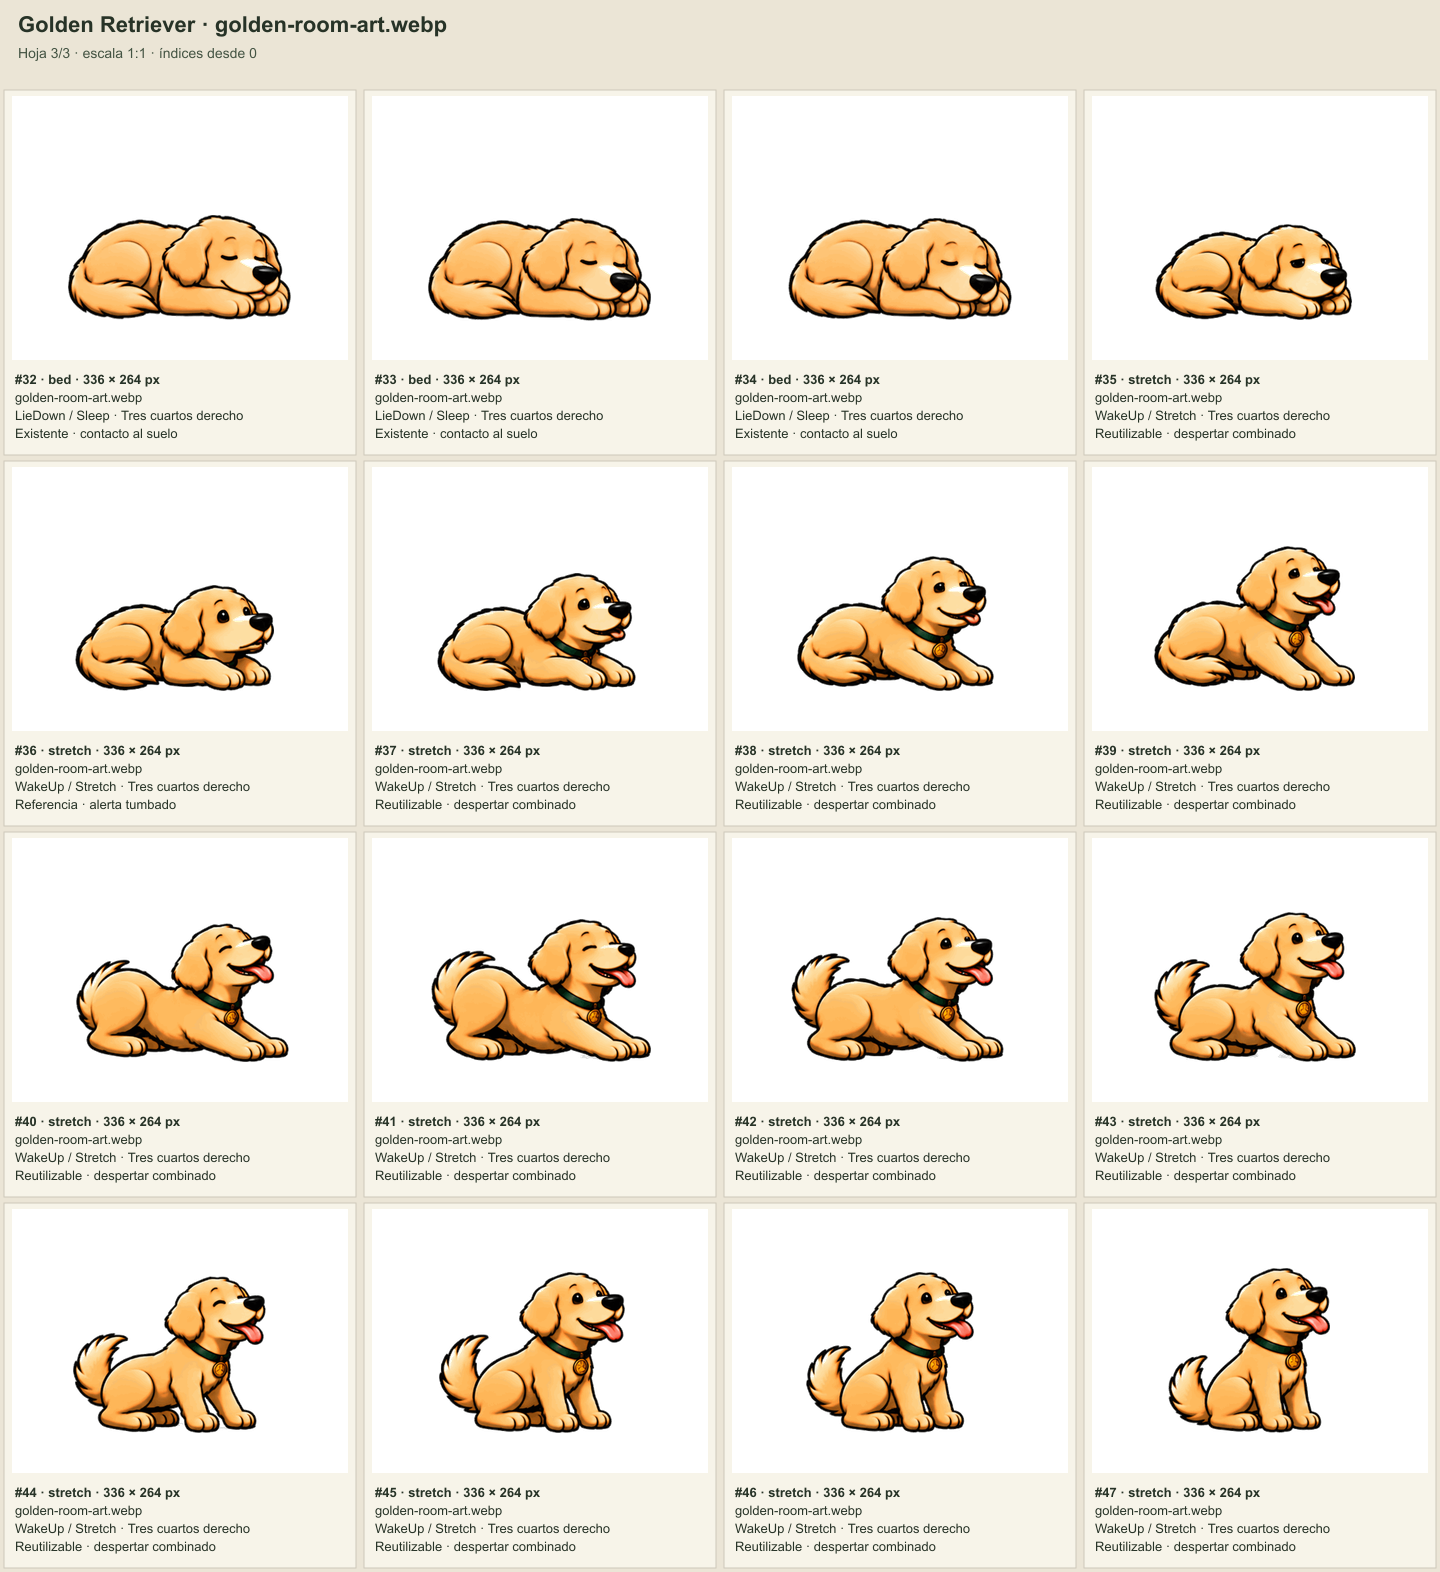 Golden Retriever · golden-room-art.webp
Hoja 3/3 · escala 1:1 · índices desde 0
#32 · bed · 336 × 264 px
golden-room-art.webp
LieDown / Sleep · Tres cuartos derecho
Existente · contacto al suelo
#33 · bed · 336 × 264 px
golden-room-art.webp
LieDown / Sleep · Tres cuartos derecho
Existente · contacto al suelo
#34 · bed · 336 × 264 px
golden-room-art.webp
LieDown / Sleep · Tres cuartos derecho
Existente · contacto al suelo
#35 · stretch · 336 × 264 px
golden-room-art.webp
WakeUp / Stretch · Tres cuartos derecho
Reutilizable · despertar combinado
#36 · stretch · 336 × 264 px
golden-room-art.webp
WakeUp / Stretch · Tres cuartos derecho
Referencia · alerta tumbado
#37 · stretch · 336 × 264 px
golden-room-art.webp
WakeUp / Stretch · Tres cuartos derecho
Reutilizable · despertar combinado
#38 · stretch · 336 × 264 px
golden-room-art.webp
WakeUp / Stretch · Tres cuartos derecho
Reutilizable · despertar combinado
#39 · stretch · 336 × 264 px
golden-room-art.webp
WakeUp / Stretch · Tres cuartos derecho
Reutilizable · despertar combinado
#40 · stretch · 336 × 264 px
golden-room-art.webp
WakeUp / Stretch · Tres cuartos derecho
Reutilizable · despertar combinado
#41 · stretch · 336 × 264 px
golden-room-art.webp
WakeUp / Stretch · Tres cuartos derecho
Reutilizable · despertar combinado
#42 · stretch · 336 × 264 px
golden-room-art.webp
WakeUp / Stretch · Tres cuartos derecho
Reutilizable · despertar combinado
#43 · stretch · 336 × 264 px
golden-room-art.webp
WakeUp / Stretch · Tres cuartos derecho
Reutilizable · despertar combinado
#44 · stretch · 336 × 264 px
golden-room-art.webp
WakeUp / Stretch · Tres cuartos derecho
Reutilizable · despertar combinado
#45 · stretch · 336 × 264 px
golden-room-art.webp
WakeUp / Stretch · Tres cuartos derecho
Reutilizable · despertar combinado
#46 · stretch · 336 × 264 px
golden-room-art.webp
WakeUp / Stretch · Tres cuartos derecho
Reutilizable · despertar combinado
#47 · stretch · 336 × 264 px
golden-room-art.webp
WakeUp / Stretch · Tres cuartos derecho
Reutilizable · despertar combinado